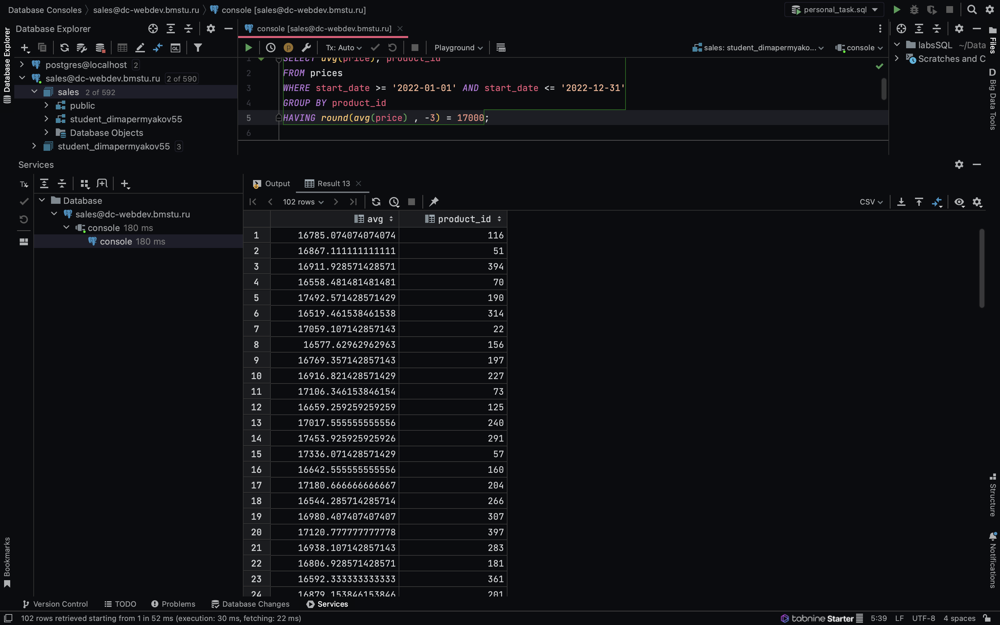 Database Consoles sales@dc-webdev.bmstu.ru console [sales@dc-webdev.bmstu.ru] personal_task.sql
Database Explorer
Database Explorer
console [sales@dc-webdev.bmstu.ru]
Tx: Auto Playground sales: student_dimapermyako... console
QL
p
postgres@localhost 2
sales@dc-webdev.bmstu.ru 2 of 590
sales 2 of 592
public
student_dimapermyakov55
Database Objects
student_dimapermyakov55 3
1 SELECT avg(price), product_id
2 FROM prices
3 WHERE start_date >= '2022-01-01' AND start_date <= '2022-12-31'
4 GROUP BY product_id
5 HAVING round(avg(price) , -3) = 17000;
6
labsSQL ~/Data
Scratches and C
Files
D Big Data Tools
Services
Tx
Database
sales@dc-webdev.bmstu.ru
console 180 ms
console 180 ms
Output Result 13
102 rows CSV
avg product_id
1 16785.074074074074 116
2 16867.111111111111 51
3 16911.928571428571 394
4 16558.481481481481 70
5 17492.571428571429 190
6 16519.461538461538 314
7 17059.107142857143 22
8 16577.62962962963 156
9 16769.357142857143 197
10 16916.821428571429 227
11 17106.346153846154 73
12 16659.259259259259 125
13 17017.555555555556 240
14 17453.925925925926 291
15 17336.071428571429 57
16 16642.555555555556 160
17 17180.666666666667 204
18 16544.285714285714 266
19 16980.407407407407 307
20 17120.777777777778 397
21 16938.107142857143 283
22 16806.928571428571 181
23 16592.333333333333 361
24 16879.153846153846 201
Structure
Notifications
Bookmarks
Version Control TODO Problems Database Changes Services
102 rows retrieved starting from 1 in 52 ms (execution: 30 ms, fetching: 22 ms) tabnine Starter 5:39 LF UTF-8 4 spaces